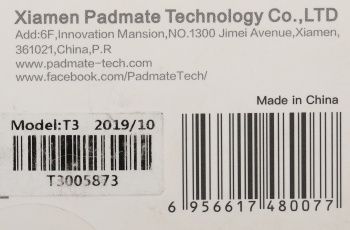 Xiamen Padmate Technology Co.,LTD
Add:6F,Innovation Mansion,NO.1300 Jimei Avenue,Xiamen,
361021,China,P.R
www.padmate-tech.com
www.facebook.com/PadmateTech/
Made in China
Model:T3 2019/10
T3005873
6 956617 480077